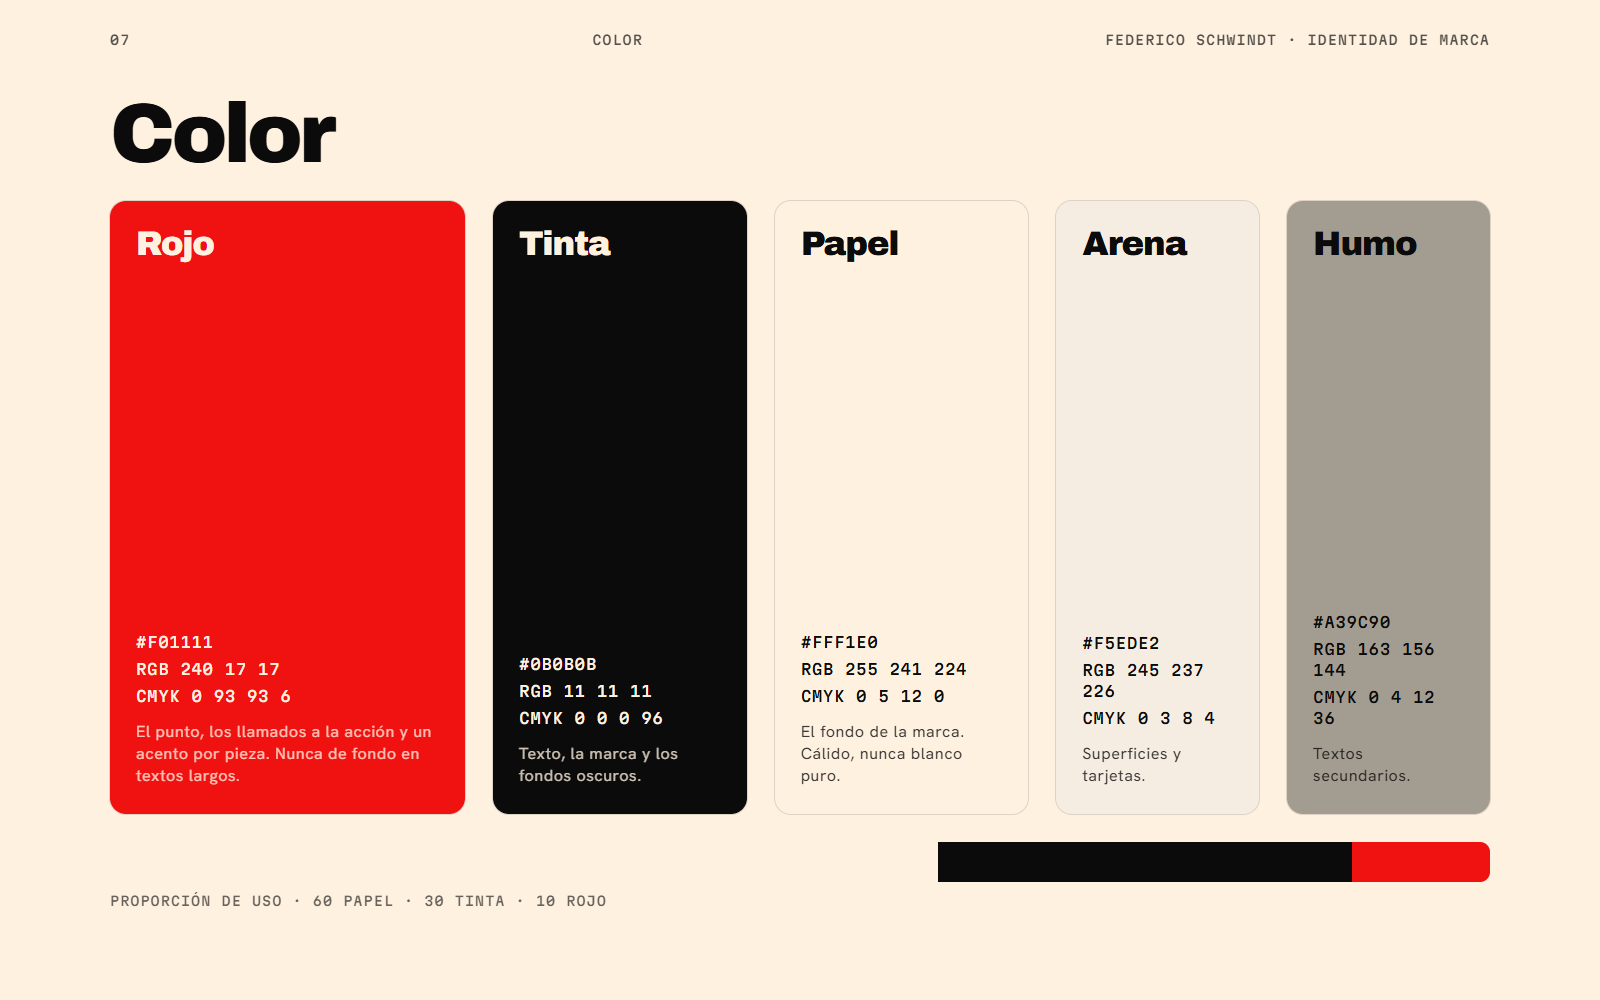 07
COLOR
FEDERICO SCHWINDT · IDENTIDAD DE MARCA
Color
Rojo
#F01111
RGB 240 17 17
CMYK 0 93 93 6
El punto, los llamados a la acción y un
acento por pieza. Nunca de fondo en
textos largos.
Tinta
#0B0B0B
RGB 11 11 11
CMYK 0 0 0 96
Texto, la marca y los
fondos oscuros.
Papel
#FFF1E0
RGB 255 241 224
CMYK 0 5 12 0
El fondo de la marca.
Cálido, nunca blanco
puro.
Arena
#F5EDE2
RGB 245 237
226
CMYK 0 3 8 4
Superficies y
tarjetas.
Humo
#A39C90
RGB 163 156
144
CMYK 0 4 12
36
Textos
secundarios.
PROPORCIÓN DE USO · 60 PAPEL · 30 TINTA · 10 ROJO